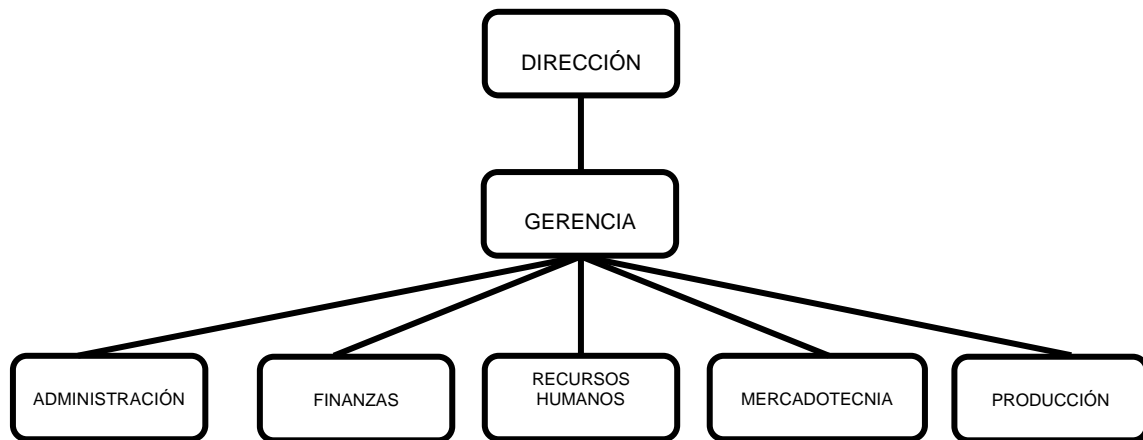 DIRECCIÓN
GERENCIA
ADMINISTRACIÓN
FINANZAS
RECURSOS
HUMANOS
MERCADOTECNIA
PRODUCCIÓN